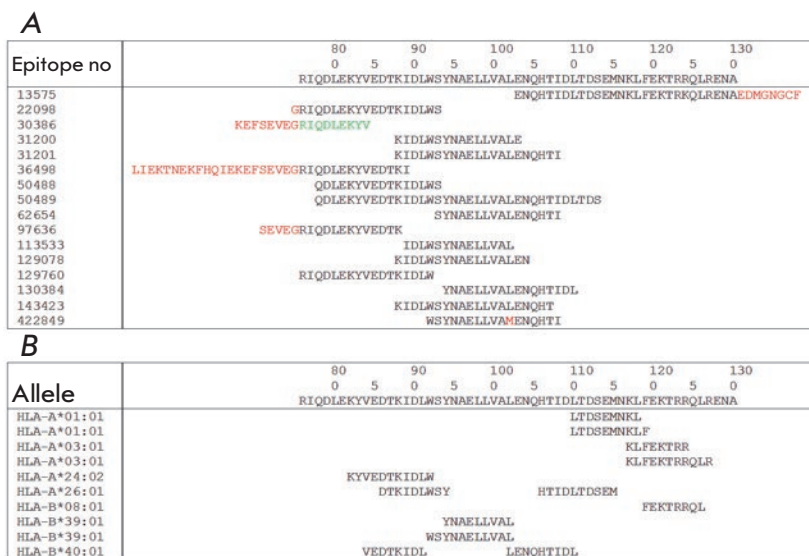 A
80 90 100 110 120 130
Epitope no 0 5 0 5 0 5 0 5 0 5 0
RIQDLEKYVEDTKIDLWSYNAELLVALENQHTIDLTDSEMNKLFEKTRRQLRENA
13575 ENQHTIDLTDSEMNKLFEKTRKQLRENAEDMGNGCF
22098 GRIQDLEKYVEDTKIDLWS
30386 KEFSEVEGRIQDLEKYV
31200 KIDLWSYNAELLVALE
31201 KIDLWSYNAELLVALENQHTI
36498 LIEKTNEKFHQIEKEFSEVEGRIQDLEKYVEDTKI
50488 QDLEKYVEDTKIDLWS
50489 QDLEKYVEDTKIDLWSYNAELLVALENQHTIDLTDS
62654 SYNAELLVALENQHTI
97636 SEVEGRIQDLEKYVEDTK
113533 IDLWSYNAELLVAL
129078 KIDLWSYNAELLVALEN
129760 RIQDLEKYVEDTKIDLW
130384 YNAELLVALENQHTIDL
143423 KIDLWSYNAELLVALENQHT
422849 WSYNAELLVAMENQHTI
B
80 90 100 110 120 130
Allele 0 5 0 5 0 5 0 5 0 5 0
RIQDLEKYVEDTKIDLWSYNAELLVALENQHTIDLTDSEMNKLFEKTRRQLRENA
HLA-A*01:01 LTDSEMNKL
HLA-A*01:01 LTDSEMNKLF
HLA-A*03:01 KLFEKTRR
HLA-A*03:01 KLFEKTRRQLR
HLA-A*24:02 KYVEDTKIDLW
HLA-A*26:01 DTKIDLWSY HTIDLTDSEM
HLA-B*08:01 FEKTRRQL
HLA-B*39:01 YNAELLVAL
HLA-B*39:01 WSYNAELLVAL
HLA-B*40:01 VEDTKIDL LENQHTIDL